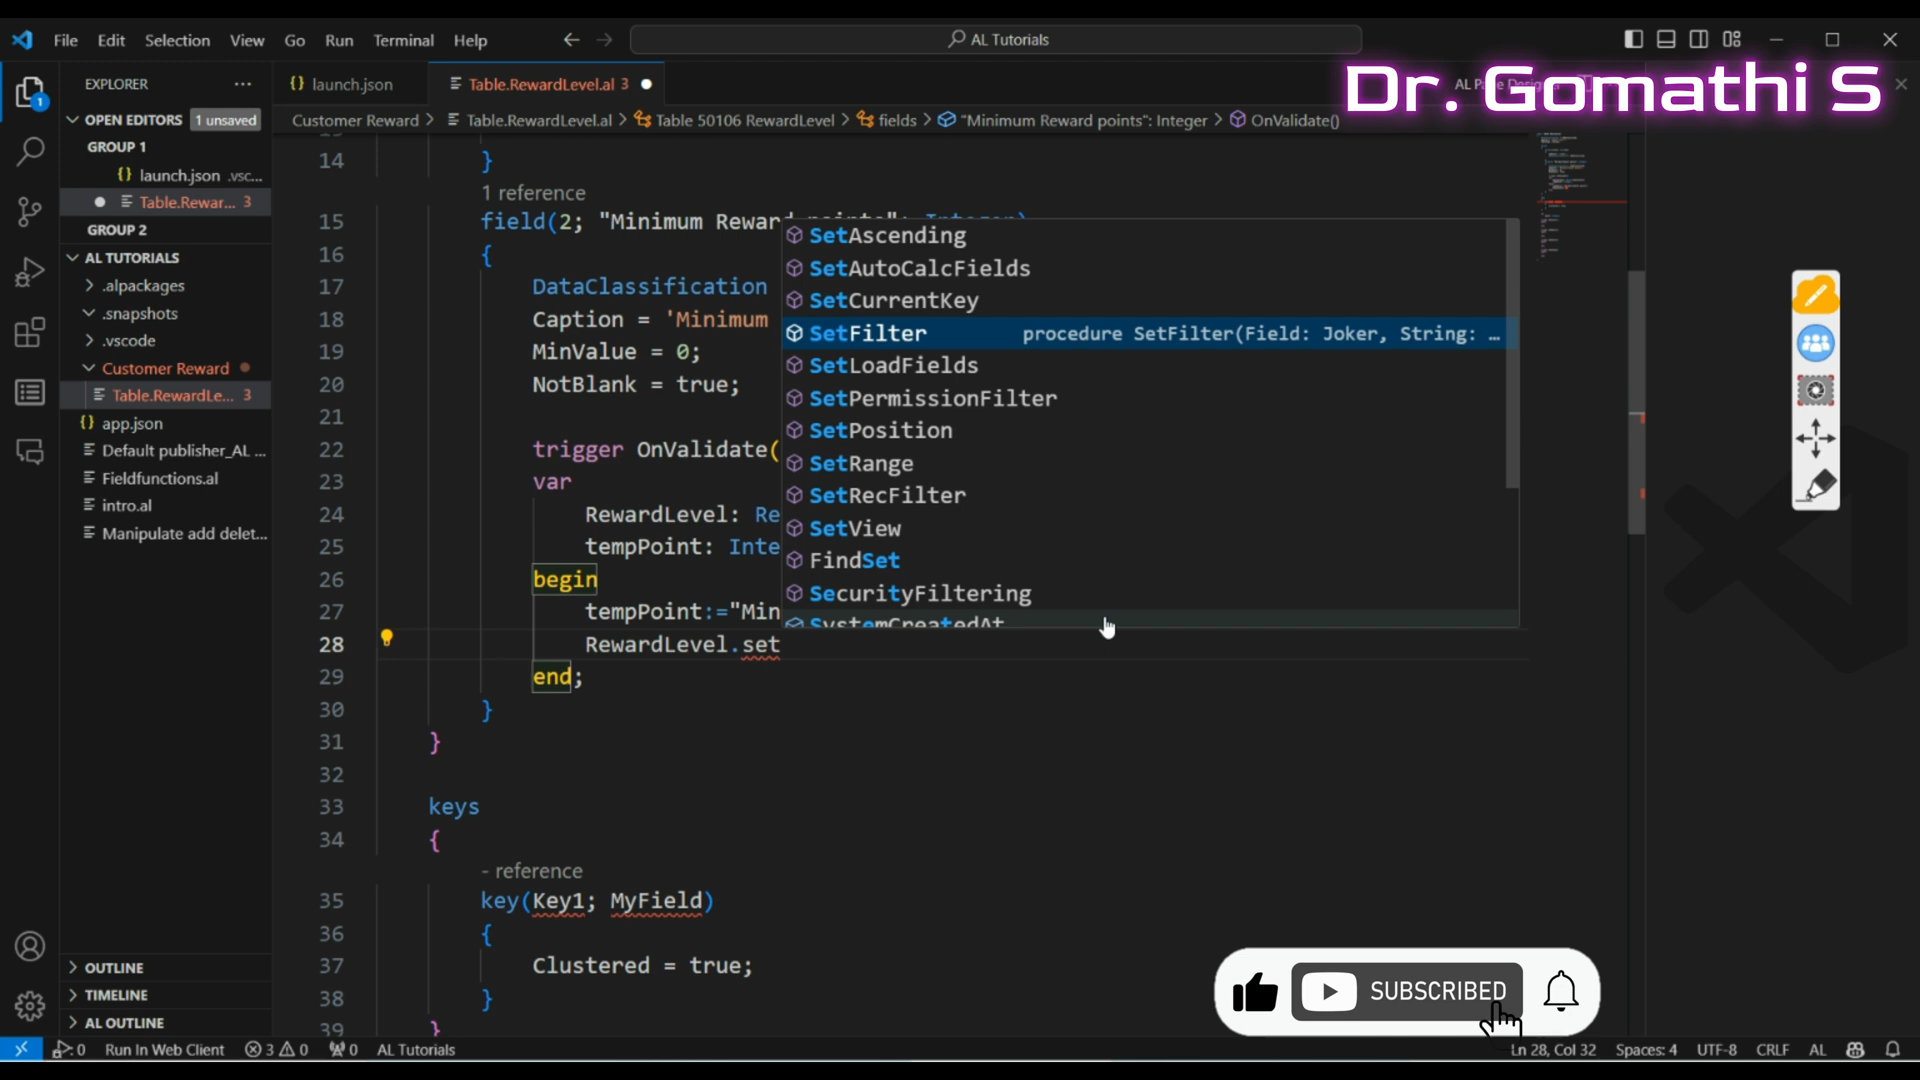 File Edit Selection View Go Run Terminal Help
AL Tutorials
Dr. Gomathi S
EXPLORER
launch.json
Table.RewardLevel.al 3
OPEN EDITORS 1 unsaved
Customer Reward > Table.RewardLevel.al > Table 50106 RewardLevel > fields > "Minimum Reward points": Integer > OnValidate()
GROUP 1
launch.json .vsc...
Table.Rewar... 3
GROUP 2
AL TUTORIALS
.alpackages
.snapshots
.vscode
Customer Reward
Table.RewardLe... 3
app.json
Default publisher_AL ...
Fieldfunctions.al
intro.al
Manipulate add delet...
OUTLINE
TIMELINE
AL OUTLINE
14 }
1 reference
15 field(2; "Minimum Reward points": Integer)
16 {
17 DataClassification
18 Caption = 'Minimum
19 MinValue = 0;
20 NotBlank = true;
21
22 trigger OnValidate(
23 var
24 RewardLevel: Re
25 tempPoint: Inte
26 begin
27 tempPoint:="Min
28 RewardLevel.set
29 end;
30 }
31 }
32
33 keys
34 {
- reference
35 key(Key1; MyField)
36 {
37 Clustered = true;
38 }
39 }
SetAscending
SetAutoCalcFields
SetCurrentKey
SetFilter procedure SetFilter(Field: Joker, String: ...
SetLoadFields
SetPermissionFilter
SetPosition
SetRange
SetRecFilter
SetView
FindSet
SecurityFiltering
SystemCreatedAt
SUBSCRIBED
0 Run In Web Client 3 0 0 AL Tutorials
Ln 28, Col 32 Spaces: 4 UTF-8 CRLF AL